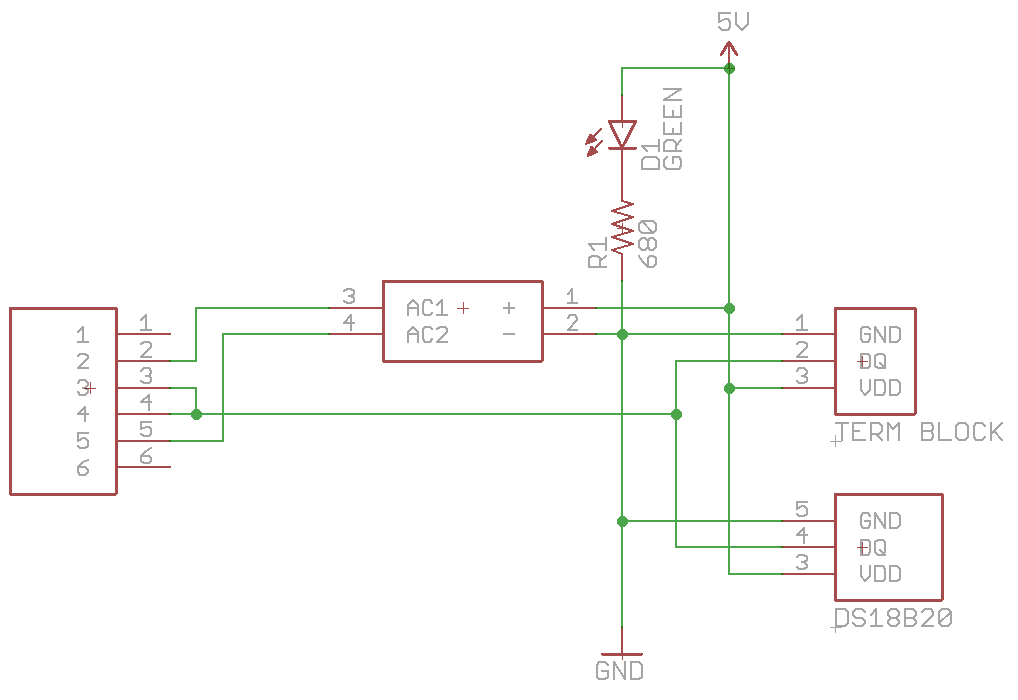 5V
D1
GREEN
R1
680
1 1
2 2
3 3
4 4
5 5
6 6
3 AC1 + 1
4 AC2 - 2
1 GND
2 DQ
3 VDD
TERM BLOCK
5 GND
4 DQ
3 VDD
DS18B20
GND